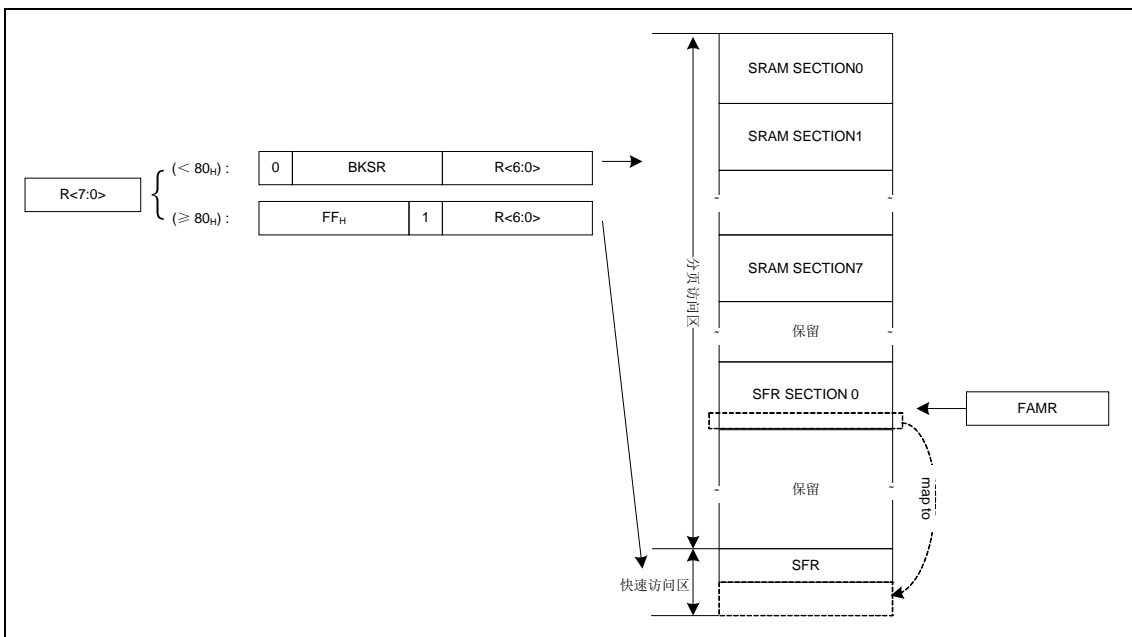 R<7:0>
(< 80H) :
0
BKSR
R<6:0>
(≥ 80H) :
FFH
1
R<6:0>
SRAM SECTION0
SRAM SECTION1
~
~
SRAM SECTION7
~
保留
~
SFR SECTION 0
~
保留
~
SFR
分页访问区
快速访问区
FAMR
map to